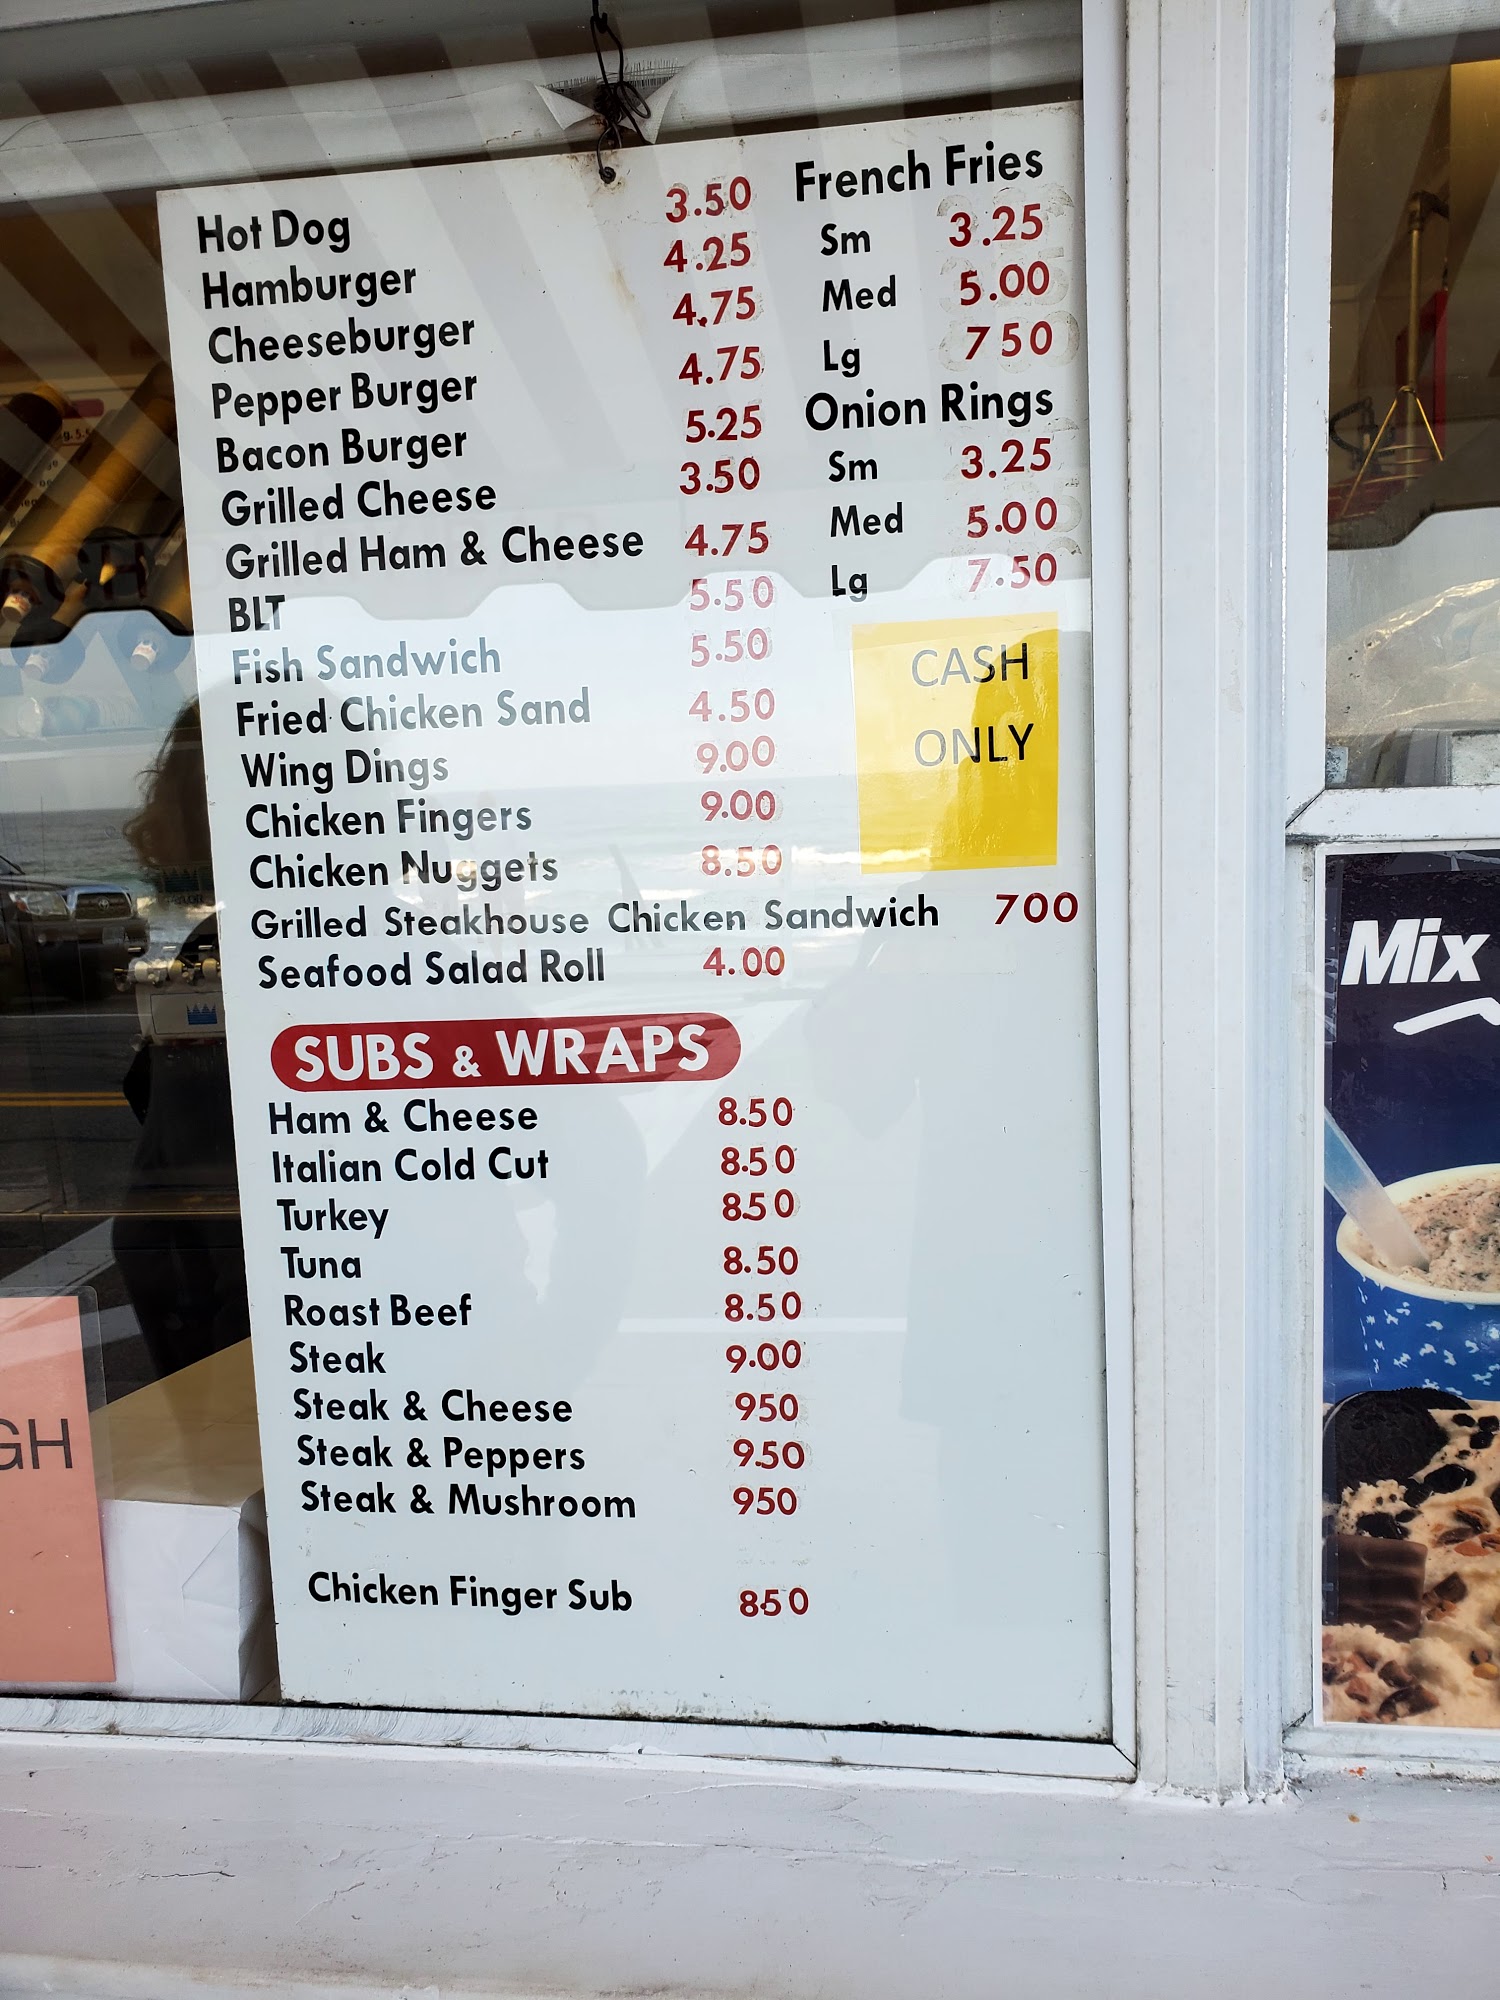 Hot Dog 3.50
Hamburger 4.25
Cheeseburger 4.75
Pepper Burger 4.75
Bacon Burger 5.25
Grilled Cheese 3.50
Grilled Ham & Cheese 4.75
BLT 5.50
Fish Sandwich 5.50
Fried Chicken Sand 4.50
Wing Dings 9.00
Chicken Fingers 9.00
Chicken Nuggets 8.50
Grilled Steakhouse Chicken Sandwich 700
Seafood Salad Roll 4.00
French Fries
Sm 3.25
Med 5.00
Lg 750
Onion Rings
Sm 3.25
Med 5.00
Lg 7.50
CASH
ONLY
SUBS & WRAPS
Ham & Cheese 8.50
Italian Cold Cut 8.50
Turkey 8.50
Tuna 8.50
Roast Beef 8.50
Steak 9.00
Steak & Cheese 950
Steak & Peppers 9.50
Steak & Mushroom 950
Chicken Finger Sub 850
GH
Mix